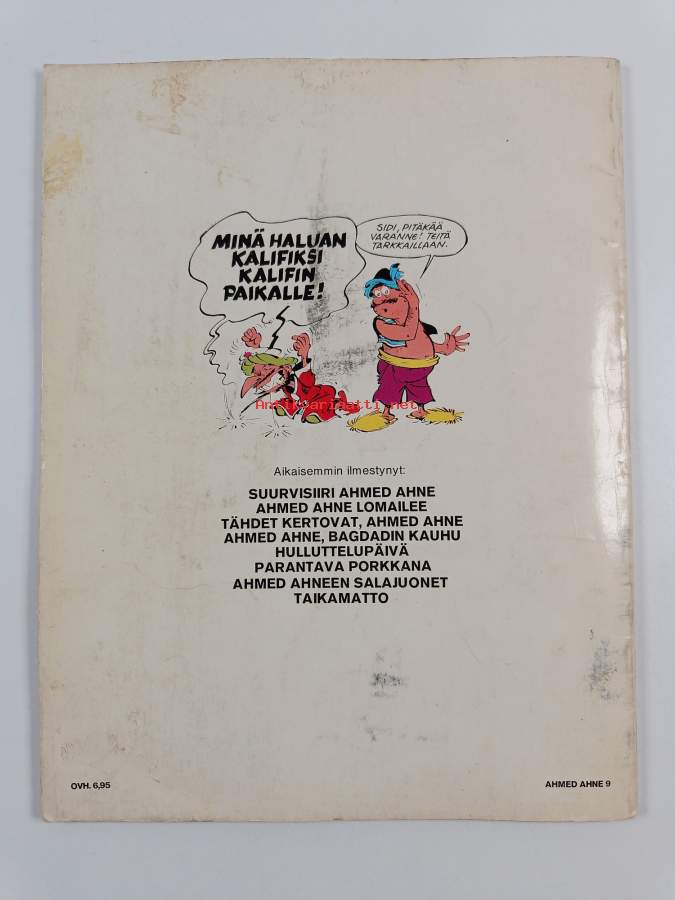 MINÄ HALUAN
KALIFIKSI
KALIFIN
PAIKALLE!
SIDI, PITÄKÄÄ
VARANNE! TEITÄ
TARKKAILLAAN.
Antikvariaatti.net
Aikaisemmin ilmestynyt:
SUURVISIIRI AHMED AHNE
AHMED AHNE LOMAILEE
TÄHDET KERTOVAT, AHMED AHNE
AHMED AHNE, BAGDADIN KAUHU
HULLUTTELUPÄIVÄ
PARANTAVA PORKKANA
AHMED AHNEEN SALAJUONET
TAIKAMATTO
OVH. 6,95
AHMED AHNE 9